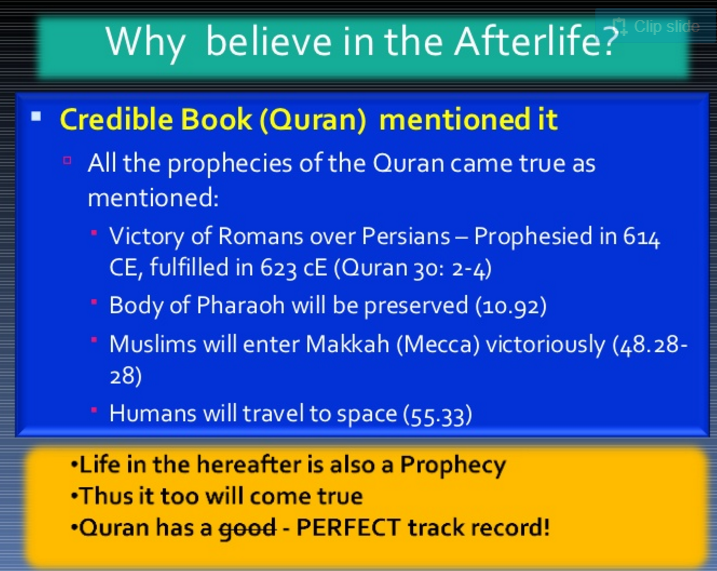 Clip slide
Why believe in the Afterlife?
Credible Book (Quran) mentioned it
All the prophecies of the Quran came true as
mentioned:
Victory of Romans over Persians – Prophesied in 614
CE, fulfilled in 623 cE (Quran 30: 2-4)
Body of Pharaoh will be preserved (10.92)
Muslims will enter Makkah (Mecca) victoriously (48.28-
28)
Humans will travel to space (55.33)
•Life in the hereafter is also a Prophecy
•Thus it too will come true
•Quran has a good - PERFECT track record!